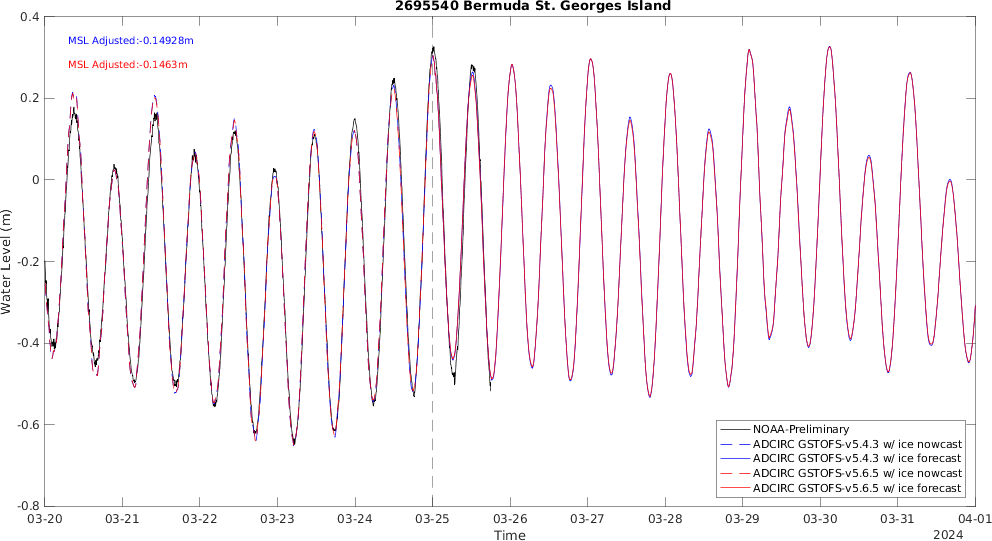 2695540 Bermuda St. Georges Island
MSL Adjusted:-0.14928m
MSL Adjusted:-0.1463m
0.4
0.2
0
-0.2
-0.4
-0.6
-0.8
Water Level (m)
NOAA-Preliminary
ADCIRC GSTOFS-v5.4.3 w/ ice nowcast
ADCIRC GSTOFS-v5.4.3 w/ ice forecast
ADCIRC GSTOFS-v5.6.5 w/ ice nowcast
ADCIRC GSTOFS-v5.6.5 w/ ice forecast
03-20 03-21 03-22 03-23 03-24 03-25 03-26 03-27 03-28 03-29 03-30 03-31 04-01
Time
2024